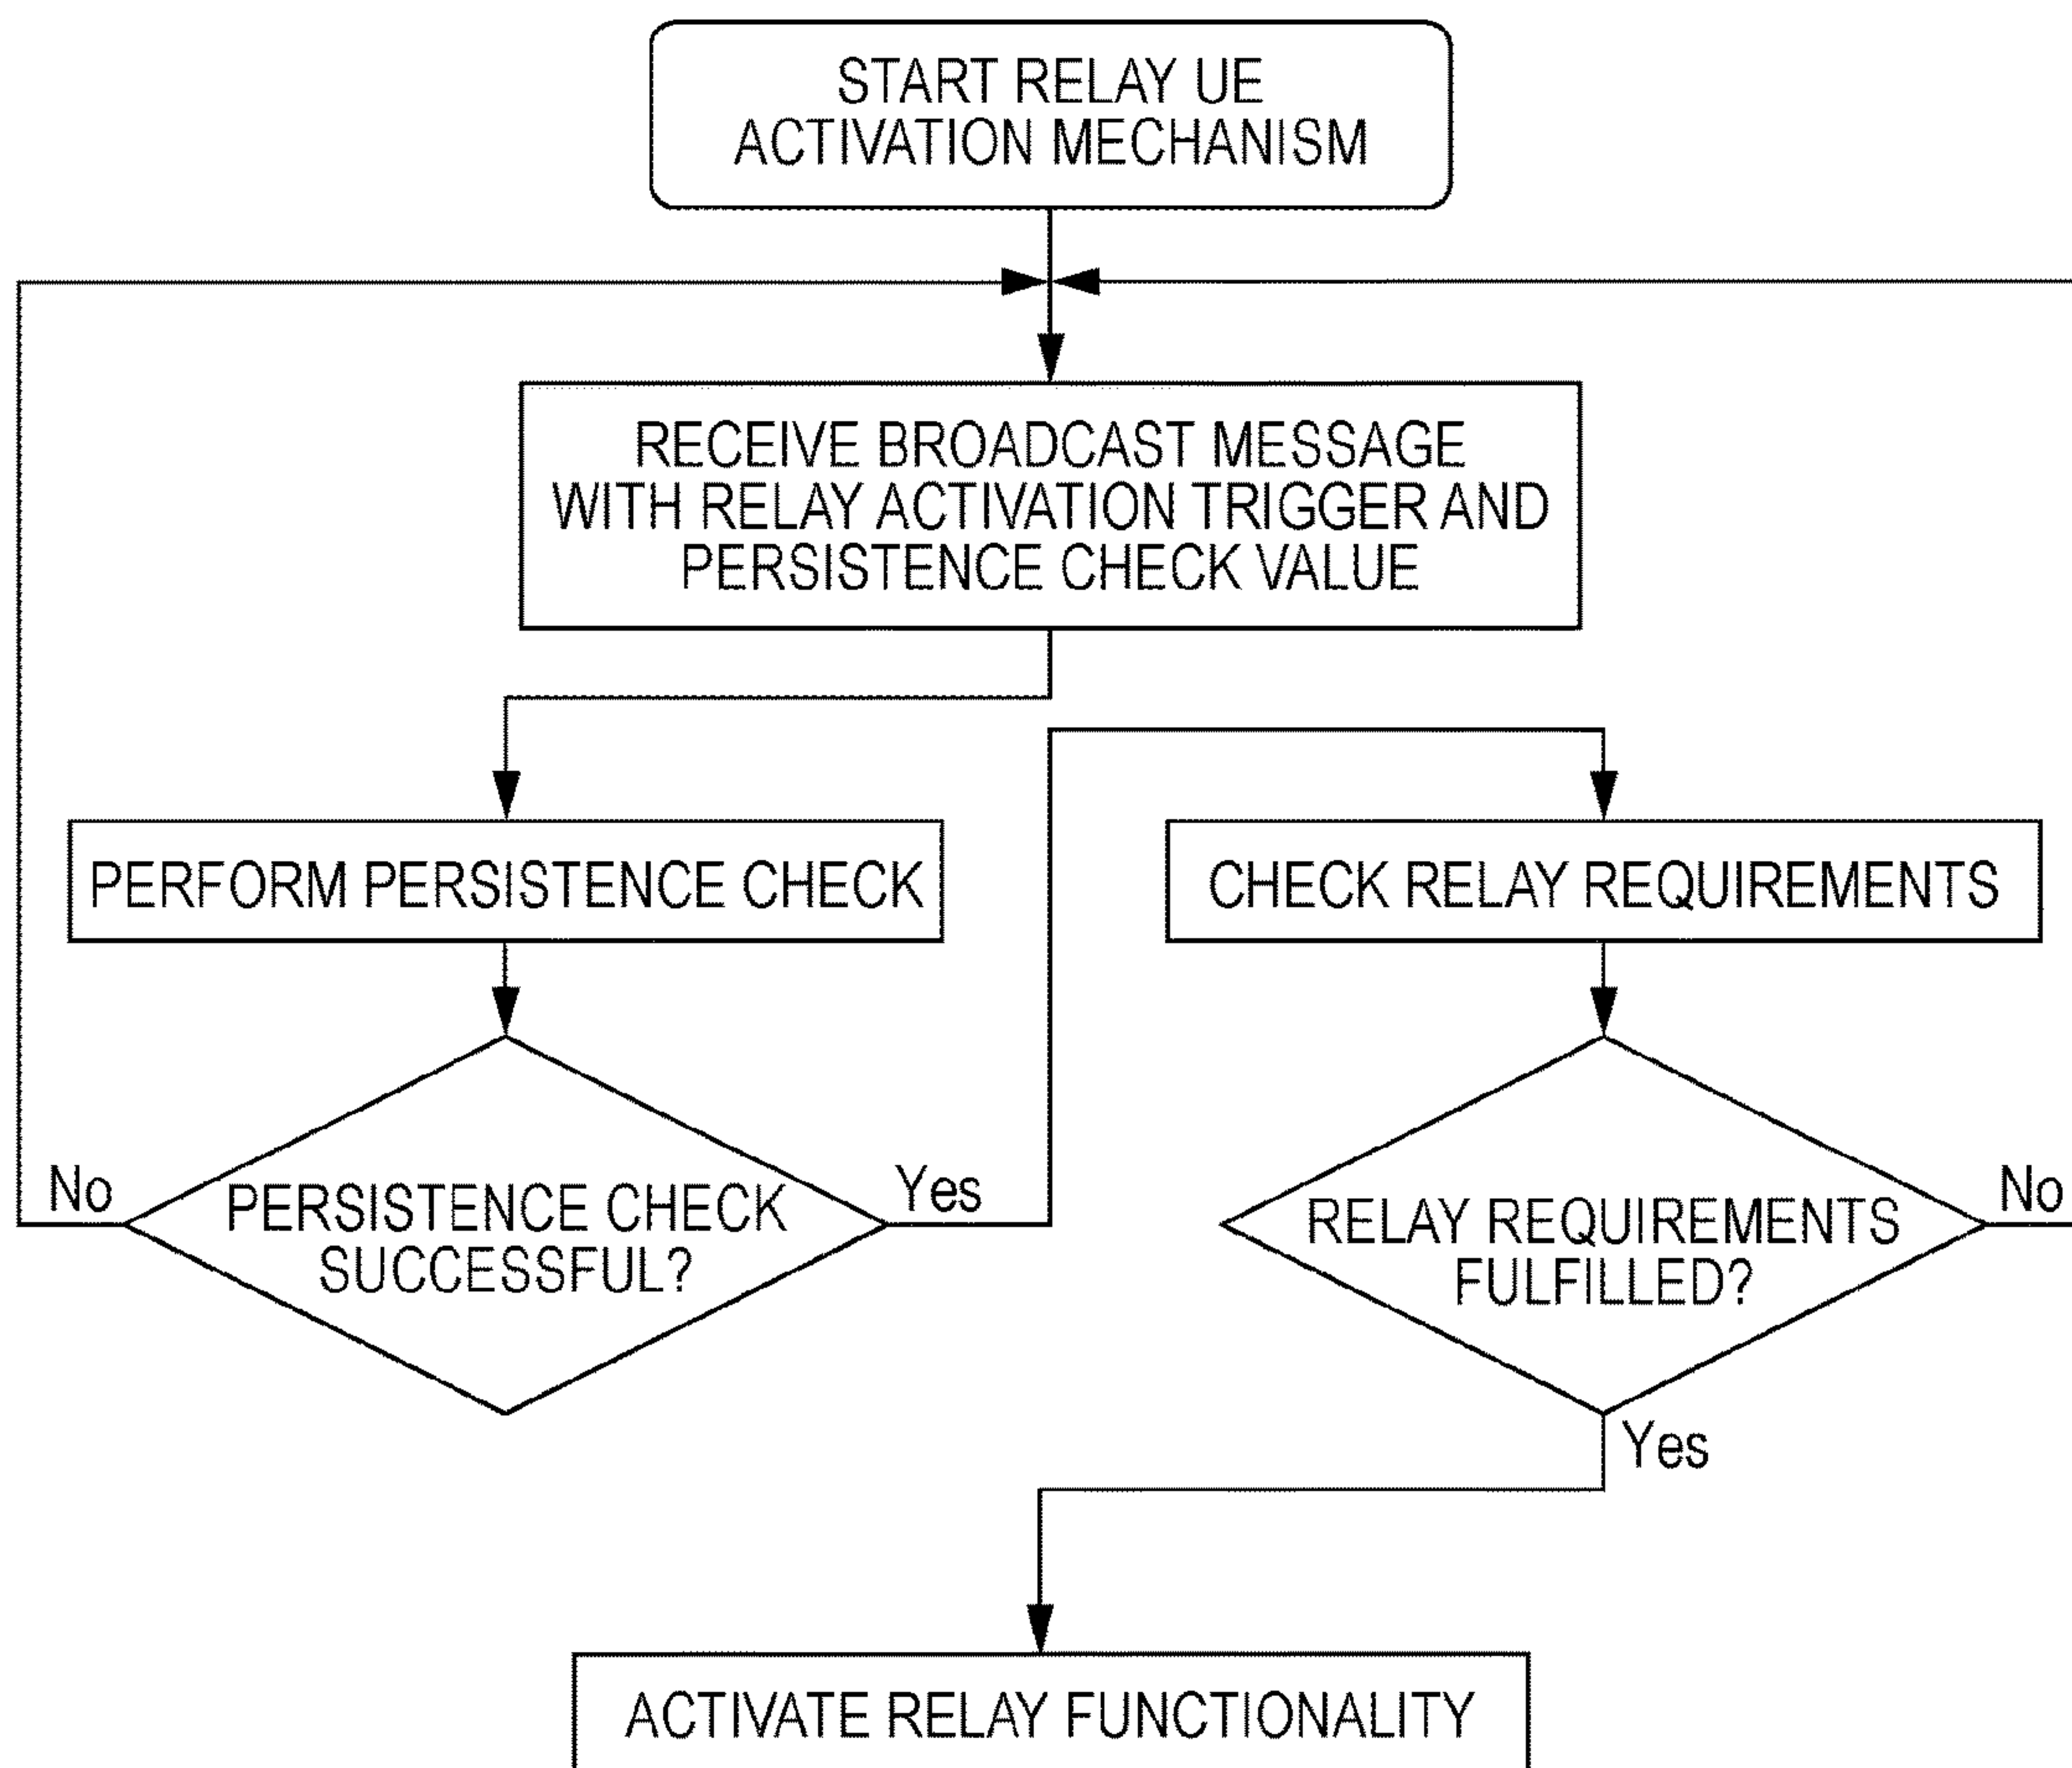 START RELAY UE
ACTIVATION MECHANISM
RECEIVE BROADCAST MESSAGE
WITH RELAY ACTIVATION TRIGGER AND
PERSISTENCE CHECK VALUE
PERFORM PERSISTENCE CHECK
CHECK RELAY REQUIREMENTS
No
PERSISTENCE CHECK
SUCCESSFUL?
Yes
RELAY REQUIREMENTS
FULFILLED?
No
Yes
ACTIVATE RELAY FUNCTIONALITY